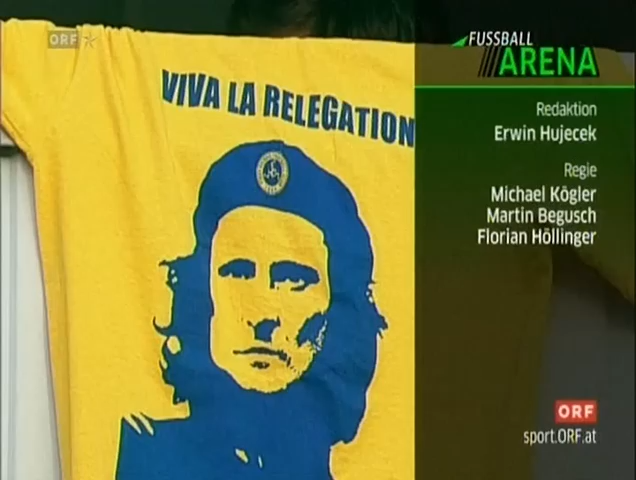 ORF
VIVA LA RELEGATION
FUSSBALL
ARENA
Redaktion
Erwin Hujecek
Regie
Michael Kögler
Martin Begusch
Florian Höllinger
ORF
sport.ORF.at